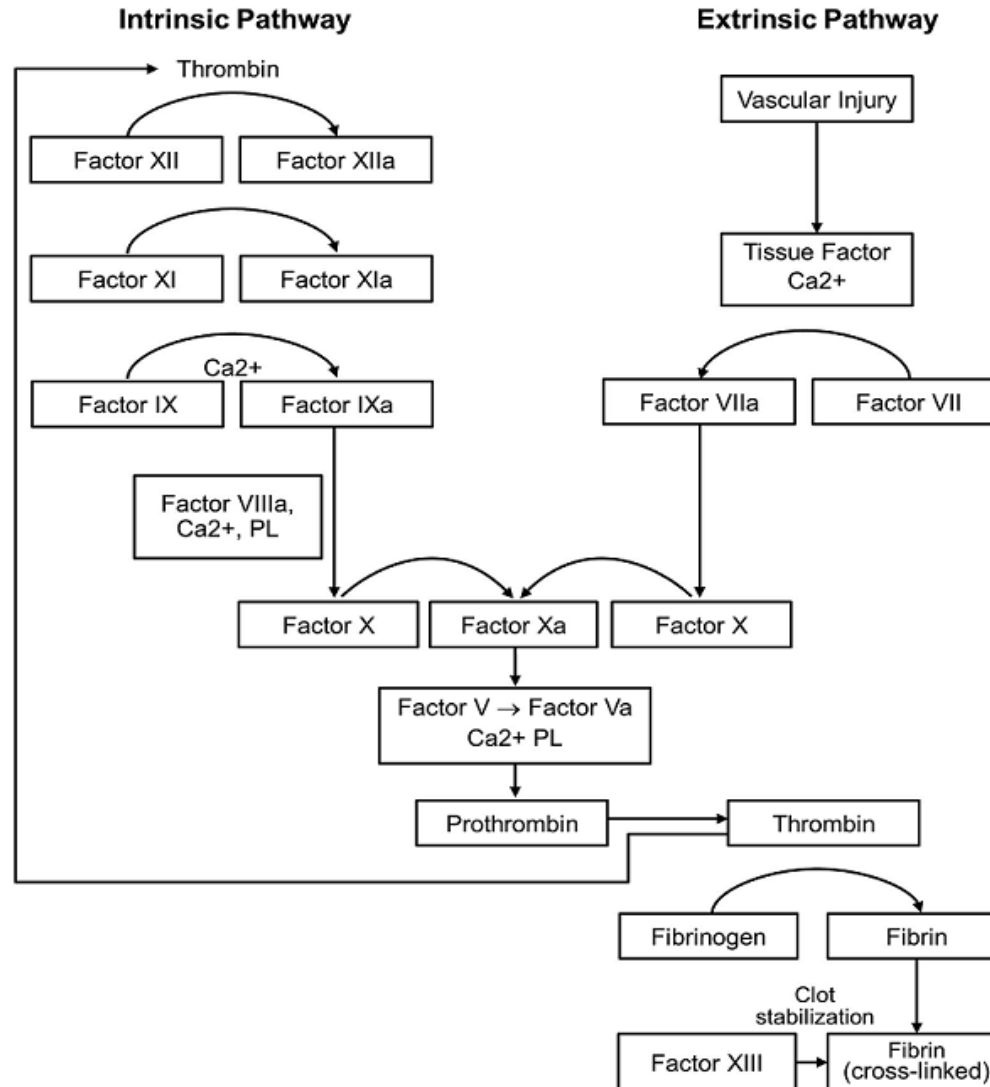 Intrinsic Pathway
Extrinsic Pathway
Thrombin
Vascular Injury
Factor XII
Factor XIIa
Tissue Factor
Ca2+
Factor XI
Factor XIa
Ca2+
Factor IX
Factor IXa
Factor VIIa
Factor VII
Factor VIIIa,
Ca2+, PL
Factor X
Factor Xa
Factor X
Factor V → Factor Va
Ca2+ PL
Prothrombin
Thrombin
Fibrinogen
Fibrin
Clot
stabilization
Factor XIII
Fibrin
(cross-linked)